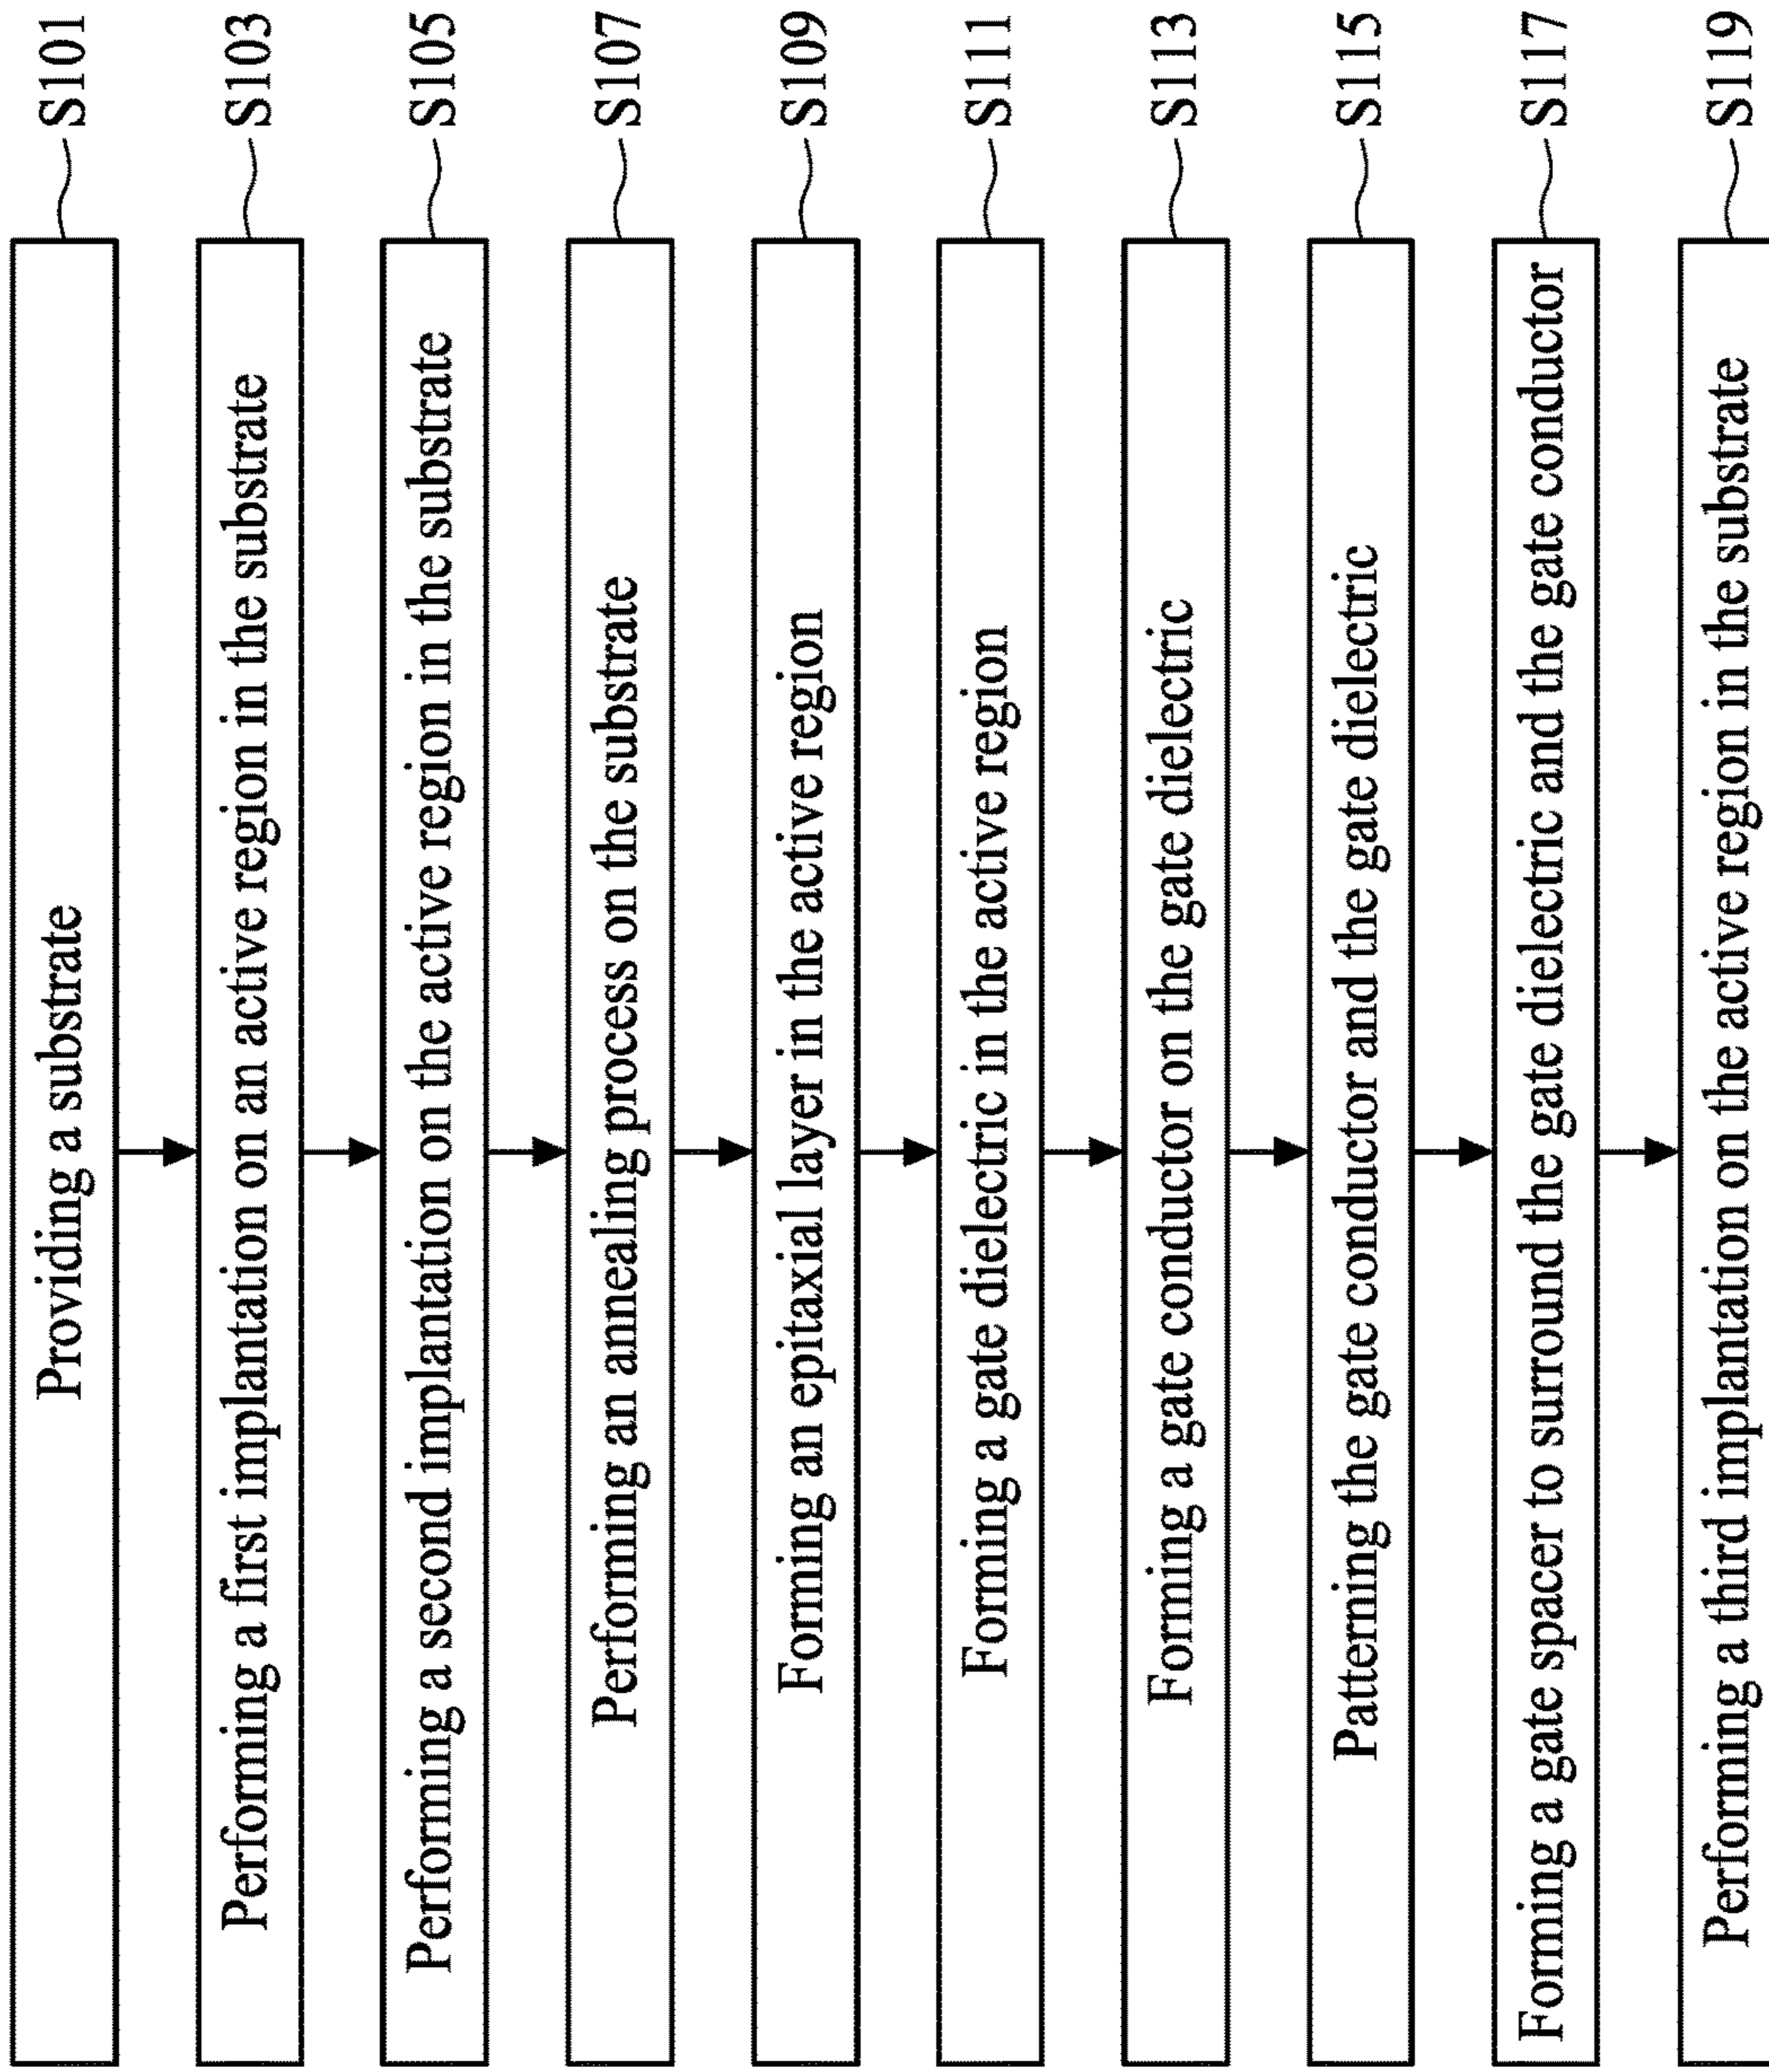 Providing a substrate
S101
Performing a first implantation on an active region in the substrate
S103
Performing a second implantation on the active region in the substrate
S105
Performing an annealing process on the substrate
S107
Forming an epitaxial layer in the active region
S109
Forming a gate dielectric in the active region
S111
Forming a gate conductor on the gate dielectric
S113
Patterning the gate conductor and the gate dielectric
S115
Forming a gate spacer to surround the gate dielectric and the gate conductor
S117
Performing a third implantation on the active region in the substrate
S119